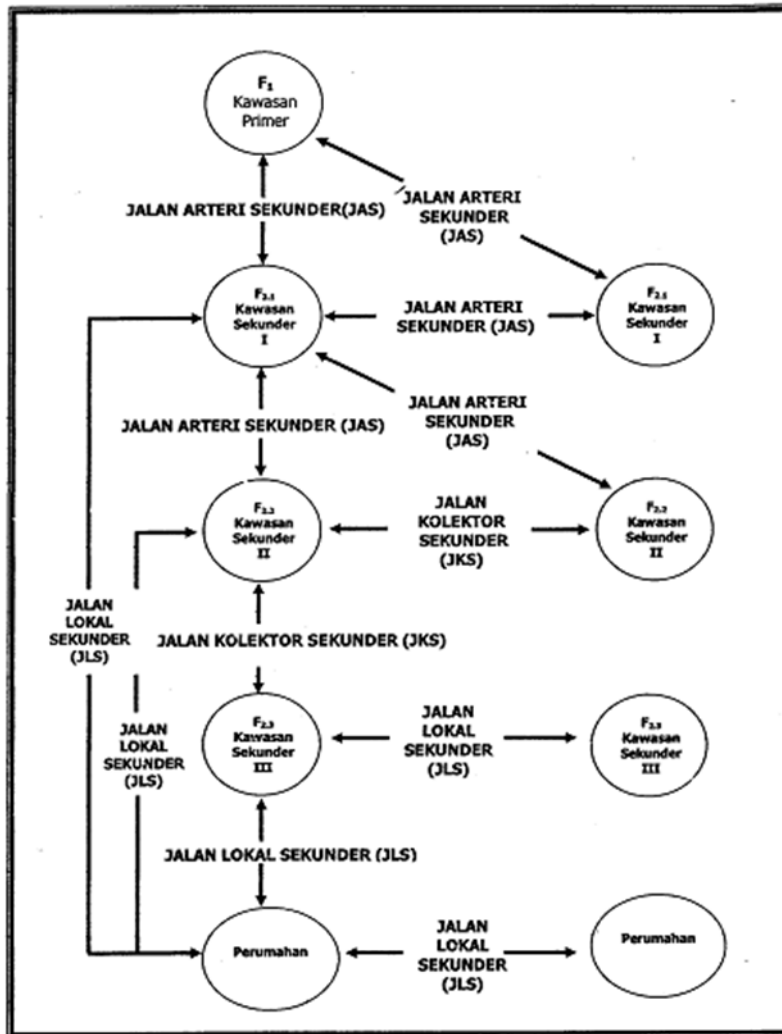 F1
Kawasan
Primer
JALAN ARTERI SEKUNDER(JAS)
JALAN ARTERI
SEKUNDER
(JAS)
F2.1
Kawasan
Sekunder
I
JALAN ARTERI
SEKUNDER (JAS)
F2.1
Kawasan
Sekunder
I
JALAN ARTERI SEKUNDER (JAS)
JALAN ARTERI
SEKUNDER
(JAS)
F2.2
Kawasan
Sekunder
II
JALAN
KOLEKTOR
SEKUNDER
(JKS)
F2.2
Kawasan
Sekunder
II
JALAN
LOKAL
SEKUNDER
(JLS)
JALAN KOLEKTOR SEKUNDER (JKS)
JALAN
LOKAL
SEKUNDER
(JLS)
F2.3
Kawasan
Sekunder
III
JALAN
LOKAL
SEKUNDER
(JLS)
F2.3
Kawasan
Sekunder
III
JALAN LOKAL SEKUNDER (JLS)
Perumahan
JALAN
LOKAL
SEKUNDER
(JLS)
Perumahan